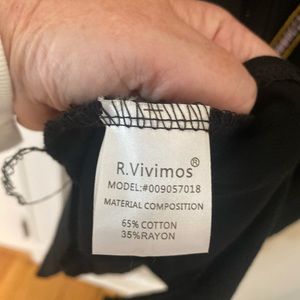 R.Vivimos®
MODEL:#009057018
MATERIAL COMPOSITION
65% COTTON
35%RAYON